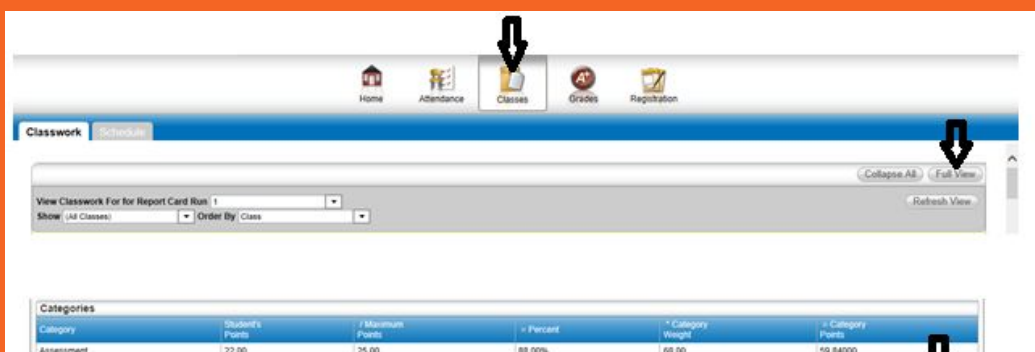 Home Attendance Classes Grades Registration
Classwork Schedule
Collapse All Full View
View Classwork For for Report Card Run 1
Refresh View
Show (All Classes) Order By Class
Categories
Category Student's Points / Maximum Points = Percent * Category Weight = Category Points
Assessment 22.00 25.00 88.00% 68.00 59.84000